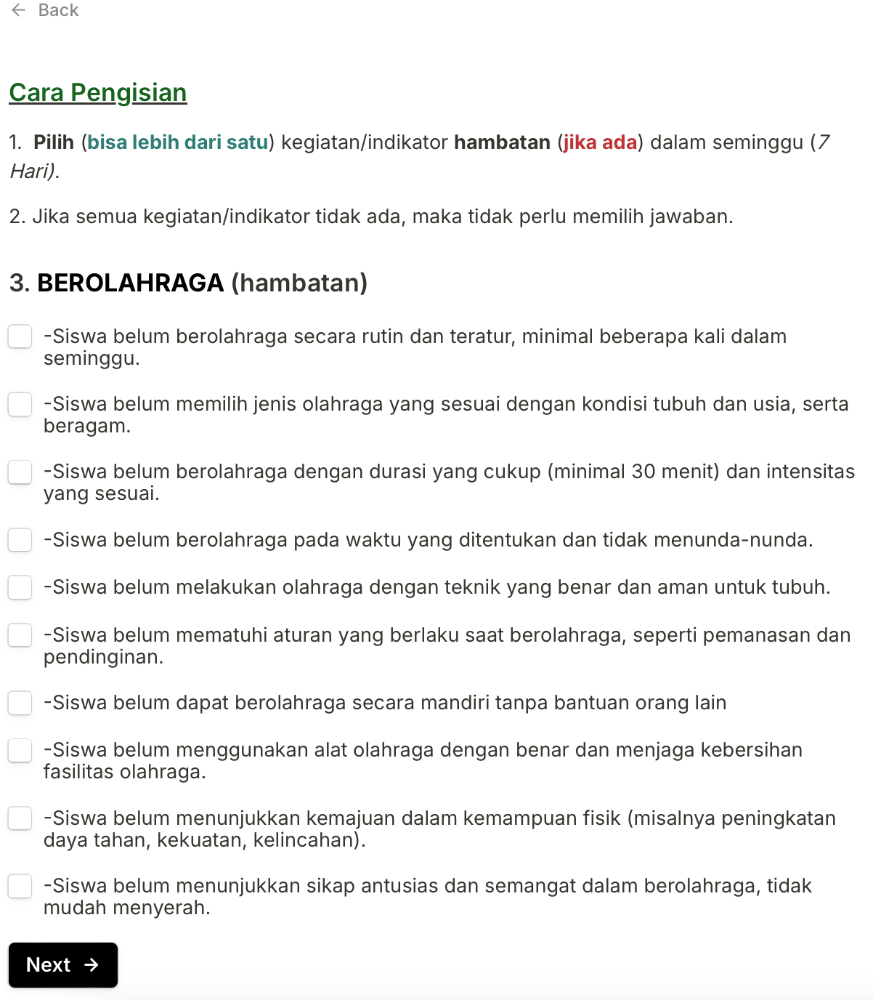 ← Back
Cara Pengisian
1. Pilih (bisa lebih dari satu) kegiatan/indikator hambatan (jika ada) dalam seminggu (7
Hari).
2. Jika semua kegiatan/indikator tidak ada, maka tidak perlu memilih jawaban.
3. BEROLAHRAGA (hambatan)
-Siswa belum berolahraga secara rutin dan teratur, minimal beberapa kali dalam
seminggu.
-Siswa belum memilih jenis olahraga yang sesuai dengan kondisi tubuh dan usia, serta
beragam.
-Siswa belum berolahraga dengan durasi yang cukup (minimal 30 menit) dan intensitas
yang sesuai.
-Siswa belum berolahraga pada waktu yang ditentukan dan tidak menunda-nunda.
-Siswa belum melakukan olahraga dengan teknik yang benar dan aman untuk tubuh.
-Siswa belum mematuhi aturan yang berlaku saat berolahraga, seperti pemanasan dan
pendinginan.
-Siswa belum dapat berolahraga secara mandiri tanpa bantuan orang lain
-Siswa belum menggunakan alat olahraga dengan benar dan menjaga kebersihan
fasilitas olahraga.
-Siswa belum menunjukkan kemajuan dalam kemampuan fisik (misalnya peningkatan
daya tahan, kekuatan, kelincahan).
-Siswa belum menunjukkan sikap antusias dan semangat dalam berolahraga, tidak
mudah menyerah.
Next →